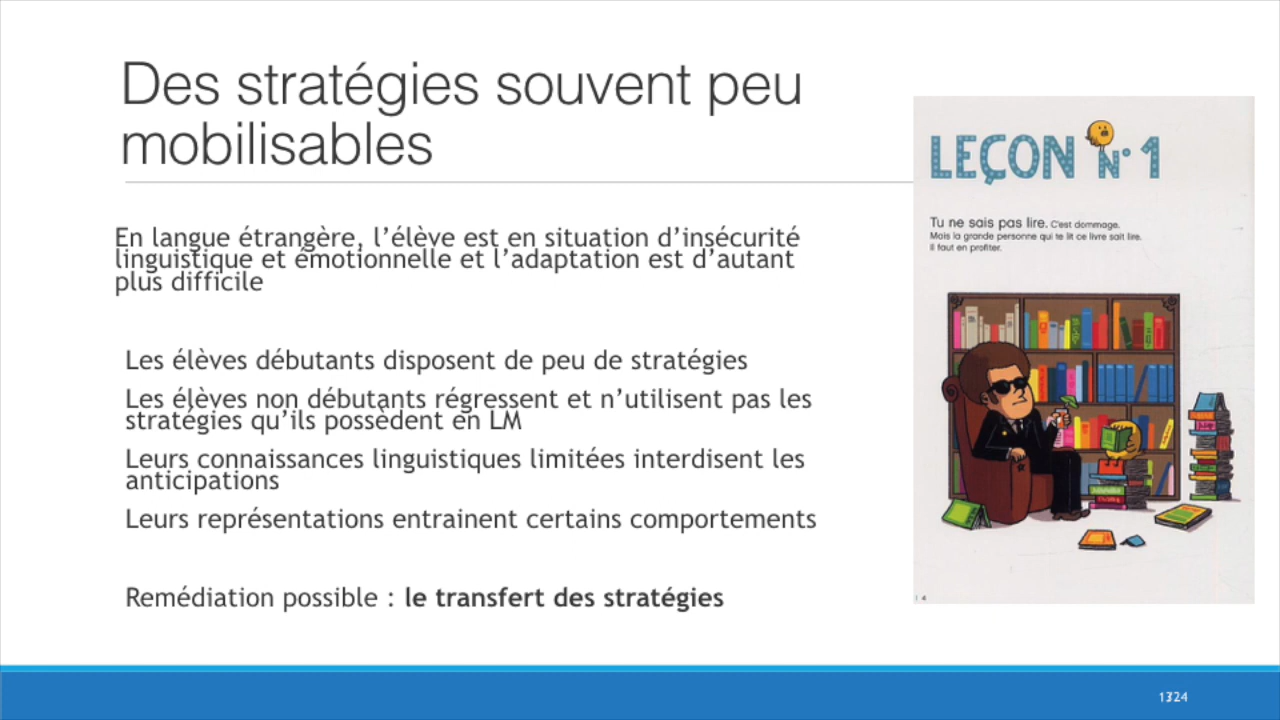 Des stratégies souvent peu
mobilisables
En langue étrangère, l’élève est en situation d’insécurité
linguistique et émotionnelle et l’adaptation est d’autant
plus difficile
Les élèves débutants disposent de peu de stratégies
Les élèves non débutants régressent et n’utilisent pas les
stratégies qu’ils possèdent en LM
Leurs connaissances linguistiques limitées interdisent les
anticipations
Leurs représentations entrainent certains comportements
Remédiation possible : le transfert des stratégies
LEÇON N° 1
Tu ne sais pas lire. C'est dommage.
Mais la grande personne qui te lit ce livre sait lire.
Il faut en profiter.
4